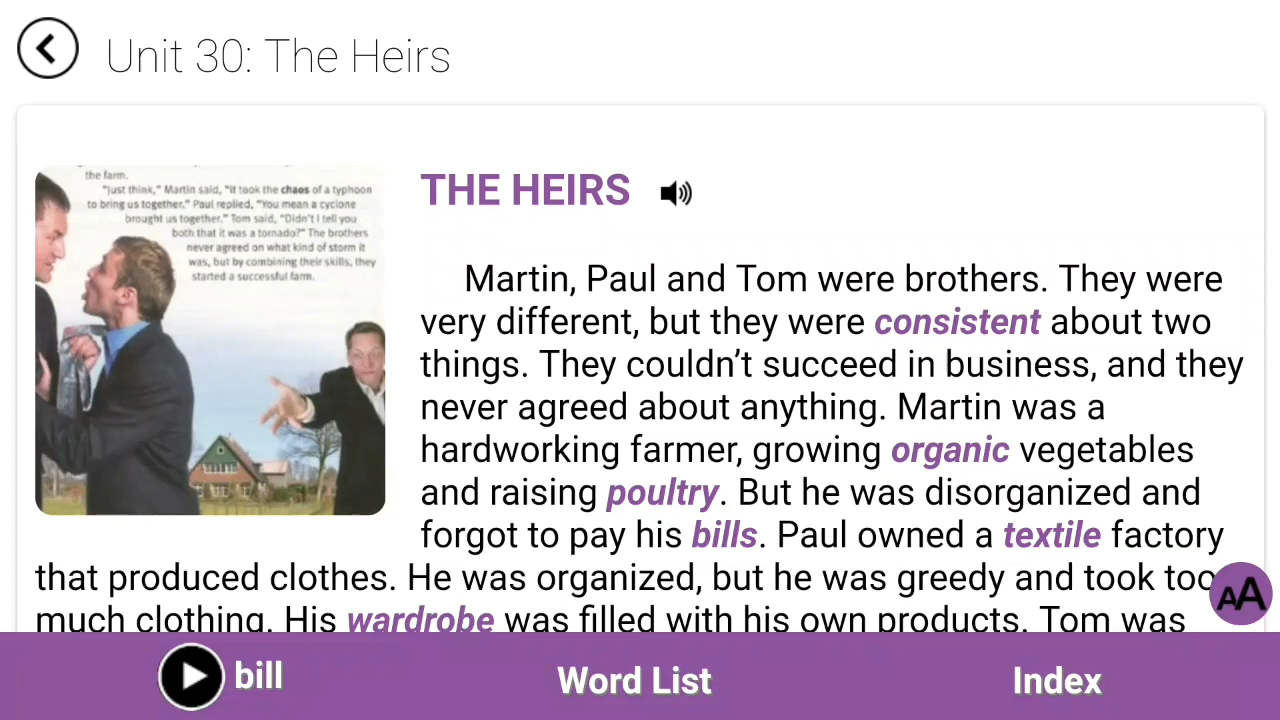 Unit 30: The Heirs
the farm.
"Just think," Martin said, "It took the chaos of a typhoon
to bring us together." Paul replied, "You mean a cyclone
brought us together." Tom said, "Didn't I tell you
both that it was a tornado?" The brothers
never agreed on what kind of storm it
was, but by combining their skills, they
started a successful farm.
THE HEIRS
Martin, Paul and Tom were brothers. They were
very different, but they were consistent about two
things. They couldn’t succeed in business, and they
never agreed about anything. Martin was a
hardworking farmer, growing organic vegetables
and raising poultry. But he was disorganized and
forgot to pay his bills. Paul owned a textile factory
that produced clothes. He was organized, but he was greedy and took too
much clothing. His wardrobe was filled with his own products. Tom was
AA
bill
Word List
Index